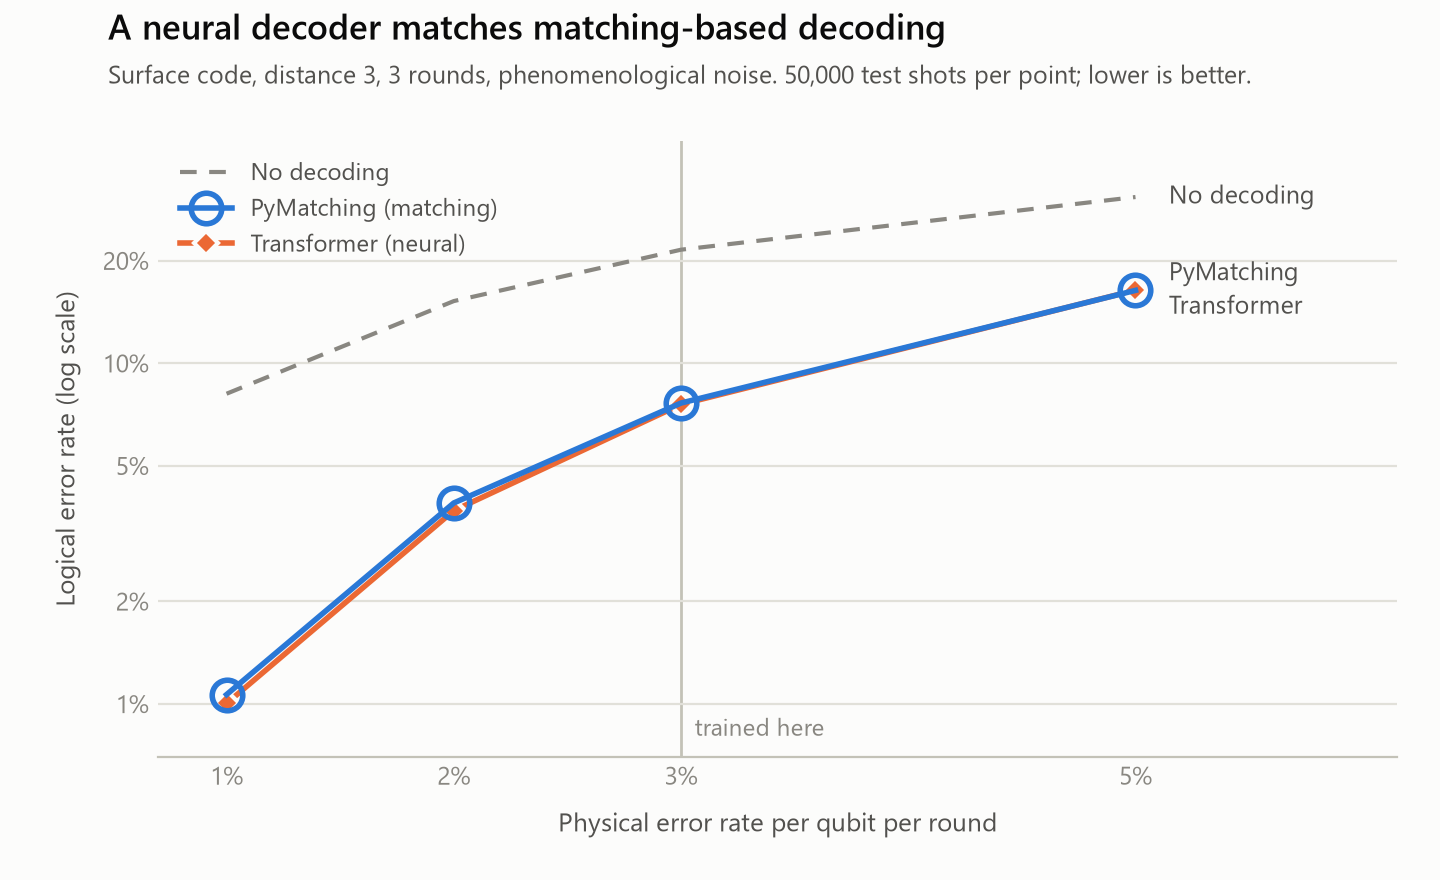 A neural decoder matches matching-based decoding
Surface code, distance 3, 3 rounds, phenomenological noise. 50,000 test shots per point; lower is better.
No decoding
PyMatching (matching)
Transformer (neural)
No decoding
PyMatching
Transformer
20%
10%
5%
2%
1%
Logical error rate (log scale)
trained here
1%
2%
3%
5%
Physical error rate per qubit per round